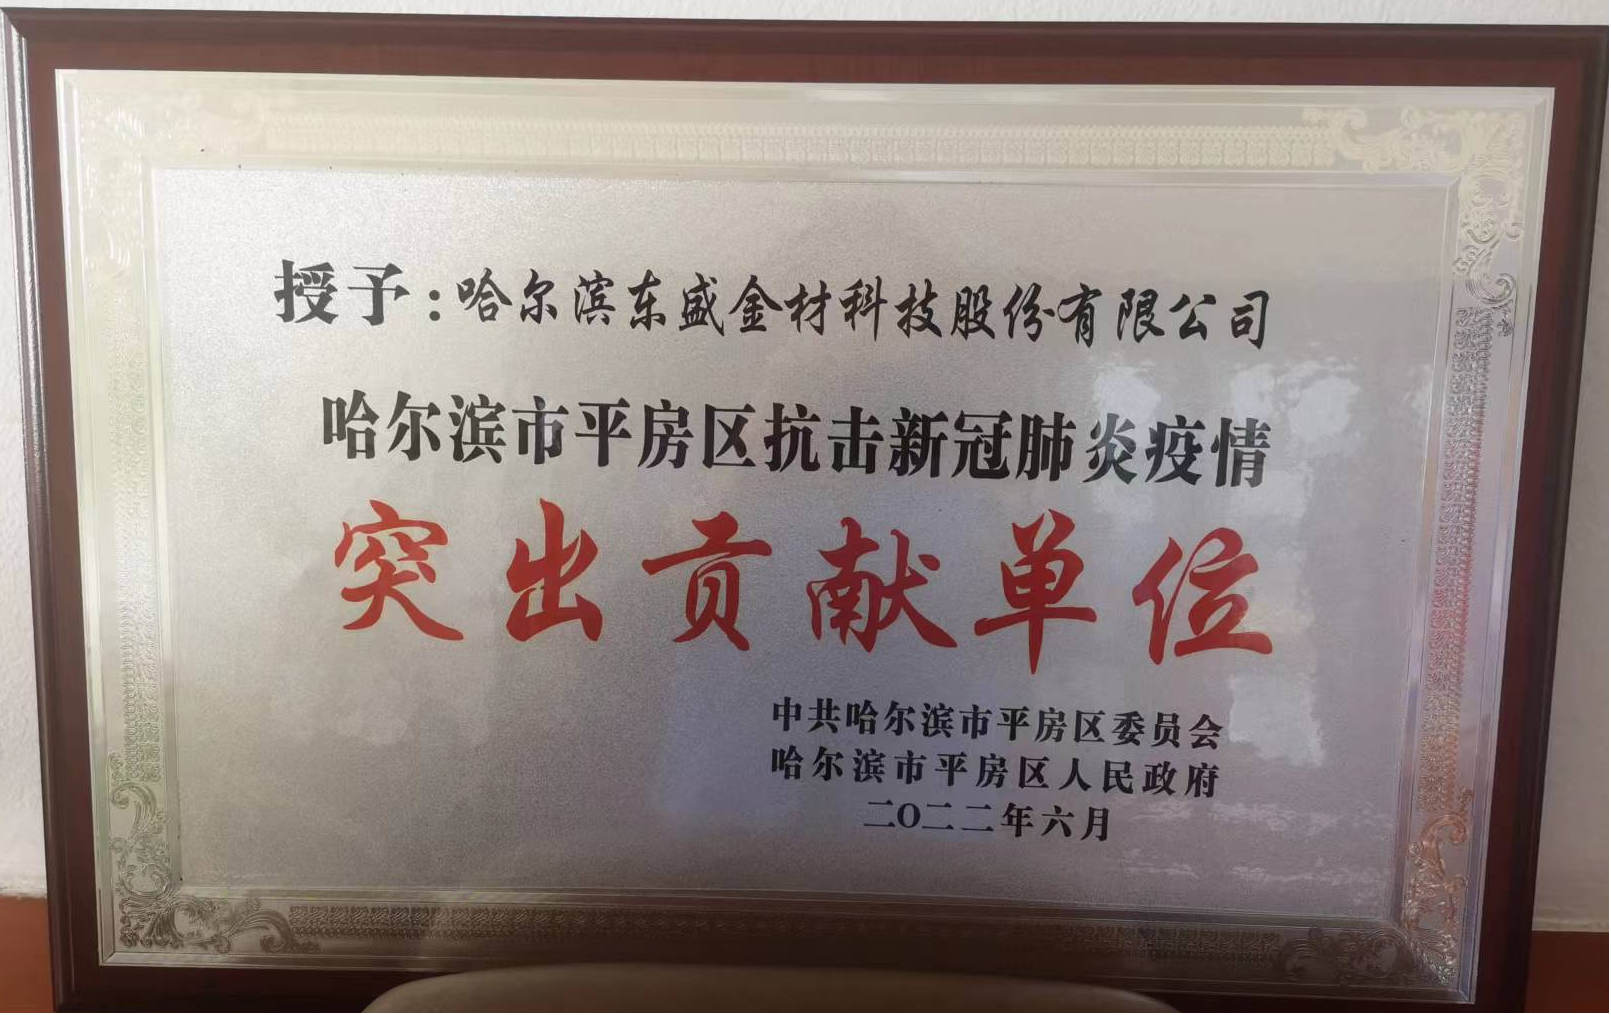 授予：哈尔滨东盛金材科技股份有限公司
哈尔滨市平房区抗击新冠肺炎疫情
突出贡献单位
中共哈尔滨市平房区委员会
哈尔滨市平房区人民政府
二〇二二年六月